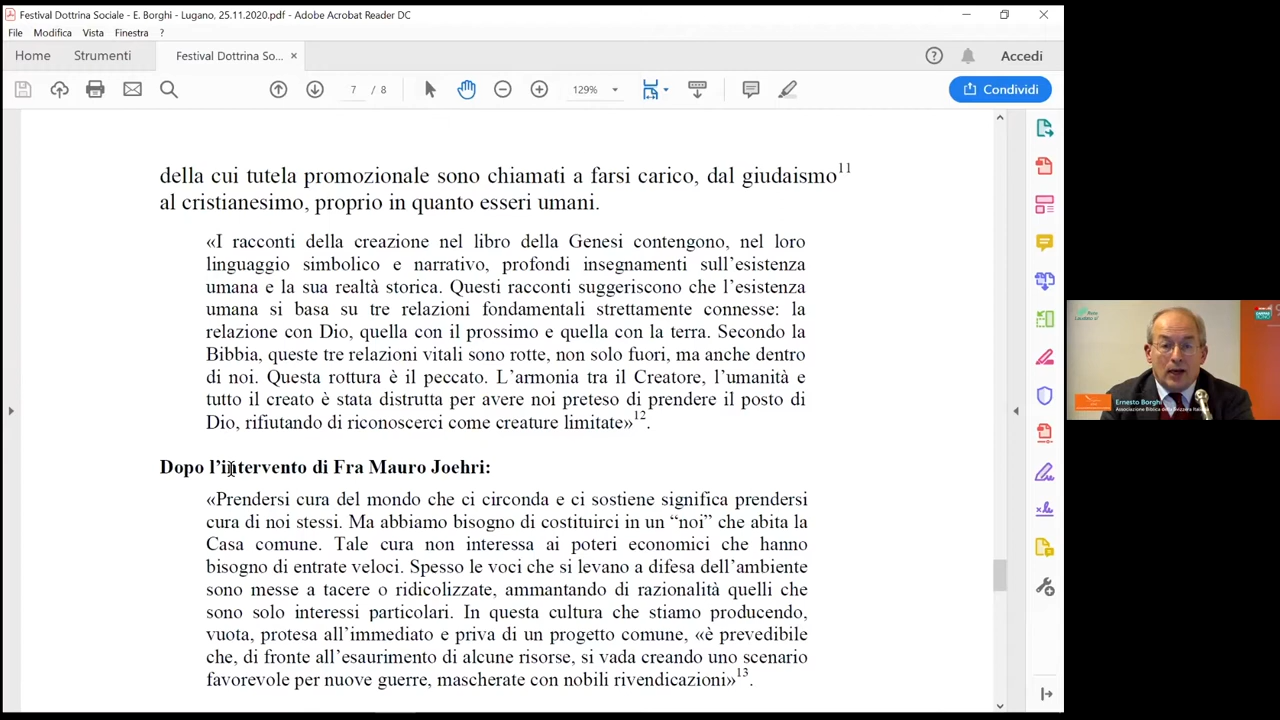 Festival Dottrina Sociale - E. Borghi - Lugano, 25.11.2020.pdf - Adobe Acrobat Reader DC
File Modifica Vista Finestra ?
Home Strumenti Festival Dottrina So... × Accedi
7 / 8 129% Condividi
della cui tutela promozionale sono chiamati a farsi carico, dal giudaismo11
al cristianesimo, proprio in quanto esseri umani.
«I racconti della creazione nel libro della Genesi contengono, nel loro
linguaggio simbolico e narrativo, profondi insegnamenti sull’esistenza
umana e la sua realtà storica. Questi racconti suggeriscono che l’esistenza
umana si basa su tre relazioni fondamentali strettamente connesse: la
relazione con Dio, quella con il prossimo e quella con la terra. Secondo la
Bibbia, queste tre relazioni vitali sono rotte, non solo fuori, ma anche dentro
di noi. Questa rottura è il peccato. L’armonia tra il Creatore, l’umanità e
tutto il creato è stata distrutta per avere noi preteso di prendere il posto di
Dio, rifiutando di riconoscerci come creature limitate»12.
Dopo l’intervento di Fra Mauro Joehri:
«Prendersi cura del mondo che ci circonda e ci sostiene significa prendersi
cura di noi stessi. Ma abbiamo bisogno di costituirci in un “noi” che abita la
Casa comune. Tale cura non interessa ai poteri economici che hanno
bisogno di entrate veloci. Spesso le voci che si levano a difesa dell’ambiente
sono messe a tacere o ridicolizzate, ammantando di razionalità quelli che
sono solo interessi particolari. In questa cultura che stiamo producendo,
vuota, protesa all’immediato e priva di un progetto comune, «è prevedibile
che, di fronte all’esaurimento di alcune risorse, si vada creando uno scenario
favorevole per nuove guerre, mascherate con nobili rivendicazioni»13.
Ernesto Borghi
Associazione Biblica della Svizzera Italiana